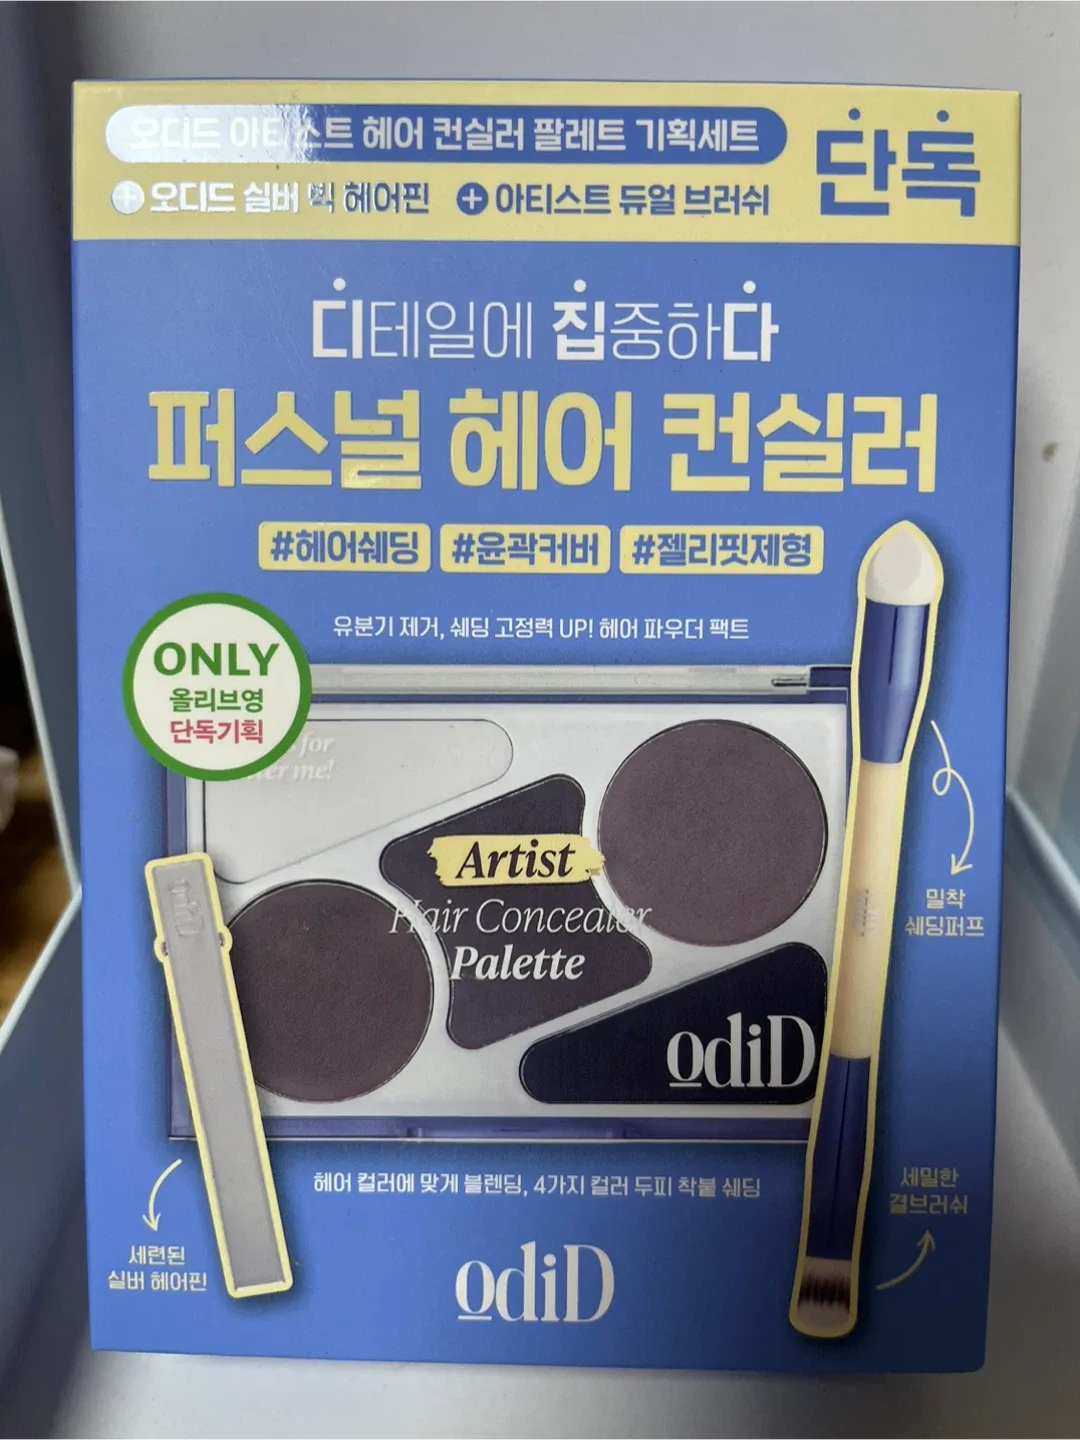 오디드 아티스트 헤어 컨실러 팔레트 기획세트
+ 오디드 실버 빅 헤어핀 + 아티스트 듀얼 브러쉬
단독
디테일에 집중하다
퍼스널 헤어 컨실러
#헤어쉐딩 #윤곽커버 #젤리핏제형
유분기 제거, 쉐딩 고정력 UP! 헤어 파우더 팩트
ONLY
올리브영
단독기획
for
me!
Artist
Hair Concealer
Palette
odiD
odiD
밀착
쉐딩퍼프
헤어 컬러에 맞게 블렌딩, 4가지 컬러 두피 착붙 쉐딩
세밀한
결브러쉬
세련된
실버 헤어핀
odiD